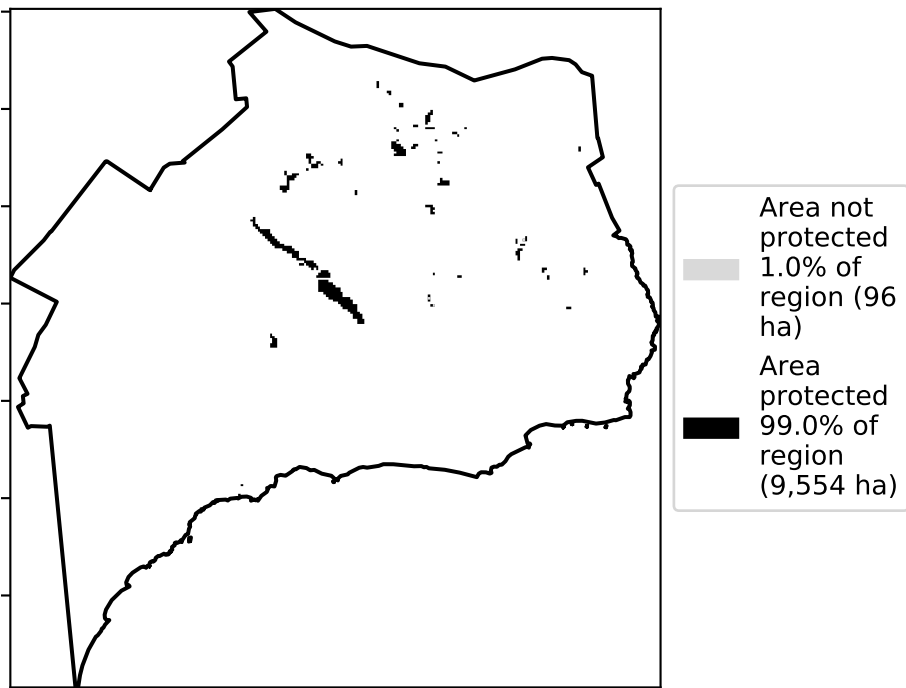 Area not
protected
1.0% of
region (96
ha)
Area
protected
99.0% of
region
(9,554 ha)